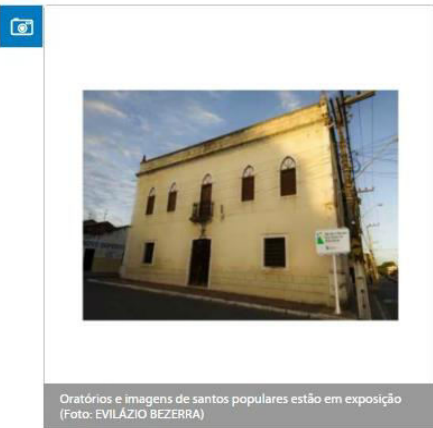 Oratórios e imagens de santos populares estão em exposição
(Foto: EVILÁZIO BEZERRA)